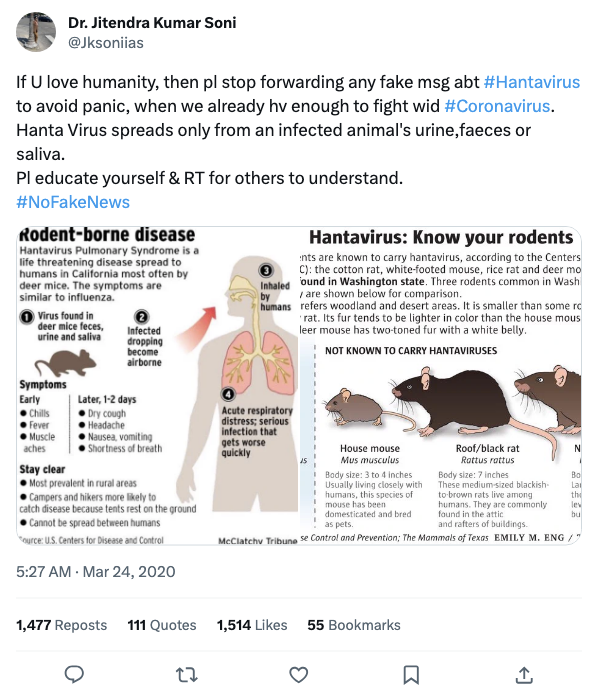 Dr. Jitendra Kumar Soni
@Jksoniias
If U love humanity, then pl stop forwarding any fake msg abt #Hantavirus
to avoid panic, when we already hv enough to fight wid #Coronavirus.
Hanta Virus spreads only from an infected animal's urine,faeces or
saliva.
Pl educate yourself & RT for others to understand.
#NoFakeNews
Rodent-borne disease
Hantavirus Pulmonary Syndrome is a
life threatening disease spread to
humans in California most often by
deer mice. The symptoms are
similar to influenza.
1 Virus found in
deer mice feces,
urine and saliva
2
Infected
dropping
become
airborne
3
Inhaled
by
humans
4
Acute respiratory
distress; serious
infection that
gets worse
quickly
Symptoms
Early
● Chills
● Fever
● Muscle
aches
Later, 1-2 days
● Dry cough
● Headache
● Nausea, vomiting
● Shortness of breath
Stay clear
● Most prevalent in rural areas
● Campers and hikers more likely to
catch disease because tents rest on the ground
● Cannot be spread between humans
Source: U.S. Centers for Disease and Control
McClatchy Tribune
Hantavirus: Know your rodents
nts are known to carry hantavirus, according to the Centers
C): the cotton rat, white-footed mouse, rice rat and deer mo
ound in Washington state. Three rodents common in Wash
y are shown below for comparison.
refers woodland and desert areas. It is smaller than some ro
rat. Its fur tends to be lighter in color than the house mous
deer mouse has two-toned fur with a white belly.
NOT KNOWN TO CARRY HANTAVIRUSES
us
House mouse
Mus musculus
Body size: 3 to 4 inches
Usually living closely with
humans, this species of
mouse has been
domesticated and bred
as pets.
Roof/black rat
Rattus rattus
Body size: 7 inches
These medium-sized blackish-
to-brown rats live among
humans. They are commonly
found in the attic
and rafters of buildings.
N
Bo
La
th
lev
bu
se Control and Prevention; The Mammals of Texas EMILY M. ENG / "
5:27 AM · Mar 24, 2020
1,477 Reposts 111 Quotes 1,514 Likes 55 Bookmarks